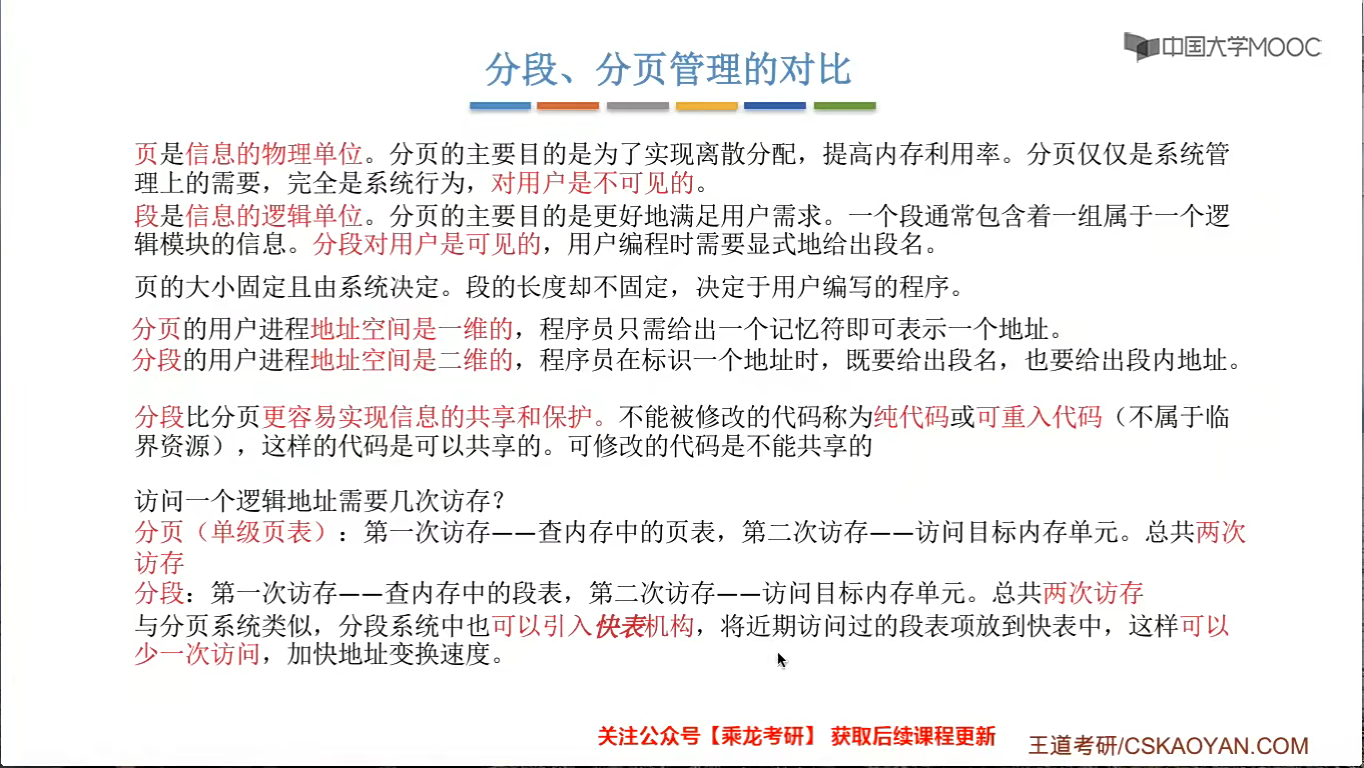 中国大学MOOC
分段、分页管理的对比
页是信息的物理单位。分页的主要目的是为了实现离散分配，提高内存利用率。分页仅仅是系统管
理上的需要，完全是系统行为，对用户是不可见的。
段是信息的逻辑单位。分页的主要目的是更好地满足用户需求。一个段通常包含着一组属于一个逻
辑模块的信息。分段对用户是可见的，用户编程时需要显式地给出段名。
页的大小固定且由系统决定。段的长度却不固定，决定于用户编写的程序。
分页的用户进程地址空间是一维的，程序员只需给出一个记忆符即可表示一个地址。
分段的用户进程地址空间是二维的，程序员在标识一个地址时，既要给出段名，也要给出段内地址。
分段比分页更容易实现信息的共享和保护。不能被修改的代码称为纯代码或可重入代码（不属于临
界资源），这样的代码是可以共享的。可修改的代码是不能共享的
访问一个逻辑地址需要几次访存？
分页（单级页表）：第一次访存——查内存中的页表，第二次访存——访问目标内存单元。总共两次
访存
分段：第一次访存——查内存中的段表，第二次访存——访问目标内存单元。总共两次访存
与分页系统类似，分段系统中也可以引入快表机构，将近期访问过的段表项放到快表中，这样可以
少一次访问，加快地址变换速度。
关注公众号【乘龙考研】 获取后续课程更新
王道考研/CSKAOYAN.COM